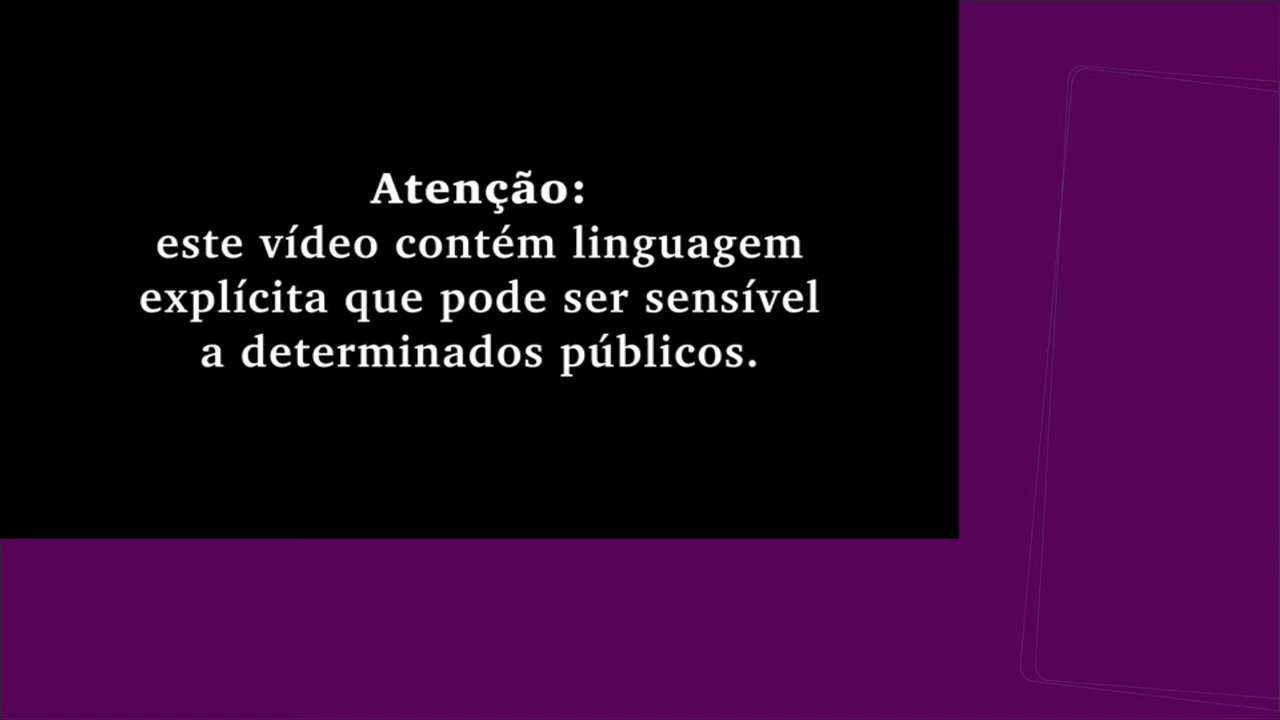 Atenção:
este vídeo contém linguagem
explícita que pode ser sensível
a determinados públicos.